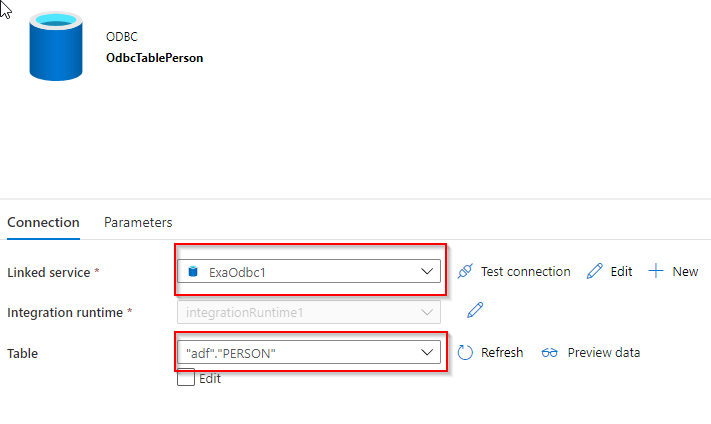 ODBC
OdbcTablePerson
Connection Parameters
Linked service * ExaOdbc1 Test connection Edit New
Integration runtime * integrationRuntime1
Table "adf"."PERSON" Refresh Preview data
Edit